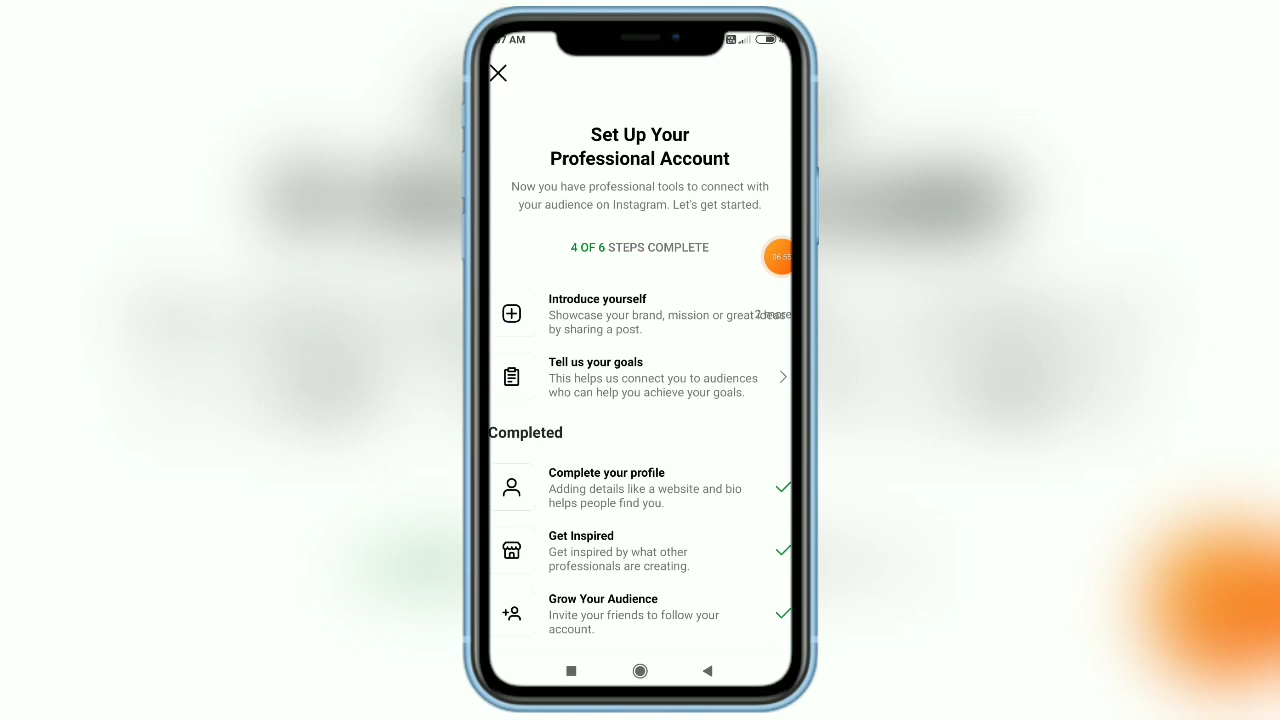 7 AM
Set Up Your
Professional Account
Now you have professional tools to connect with
your audience on Instagram. Let's get started.
4 OF 6 STEPS COMPLETE
Introduce yourself
Showcase your brand, mission or great ideas
2 more
by sharing a post.
Tell us your goals
This helps us connect you to audiences
who can help you achieve your goals.
Completed
Complete your profile
Adding details like a website and bio
helps people find you.
Get Inspired
Get inspired by what other
professionals are creating.
Grow Your Audience
Invite your friends to follow your
account.